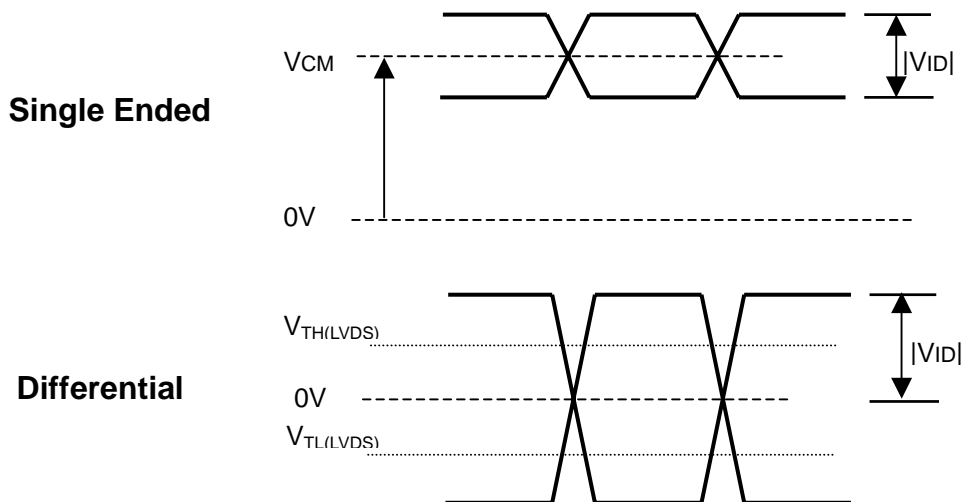 VCM
|VID|
Single Ended
0V
VTH(LVDS)
|VID|
Differential
0V
VTL(LVDS)